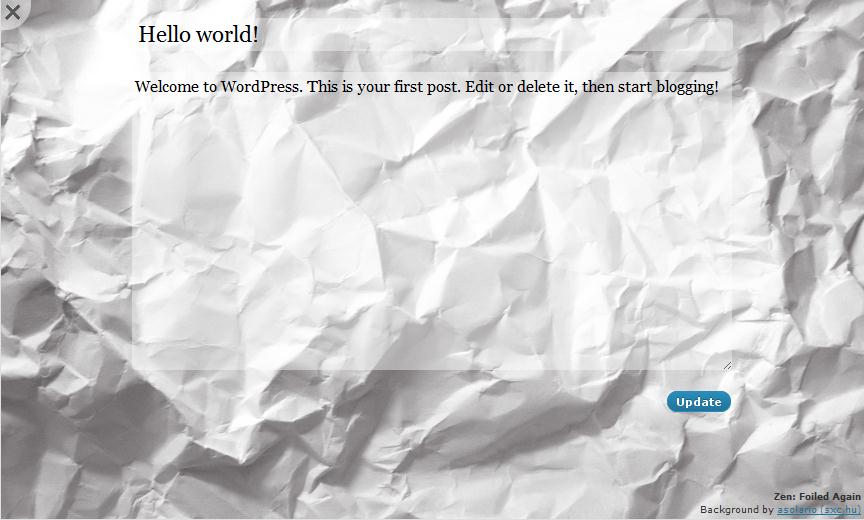 Hello world!
Welcome to WordPress. This is your first post. Edit or delete it, then start blogging!
Update
Zen: Foiled Again
Background by asolario (sxc.hu)